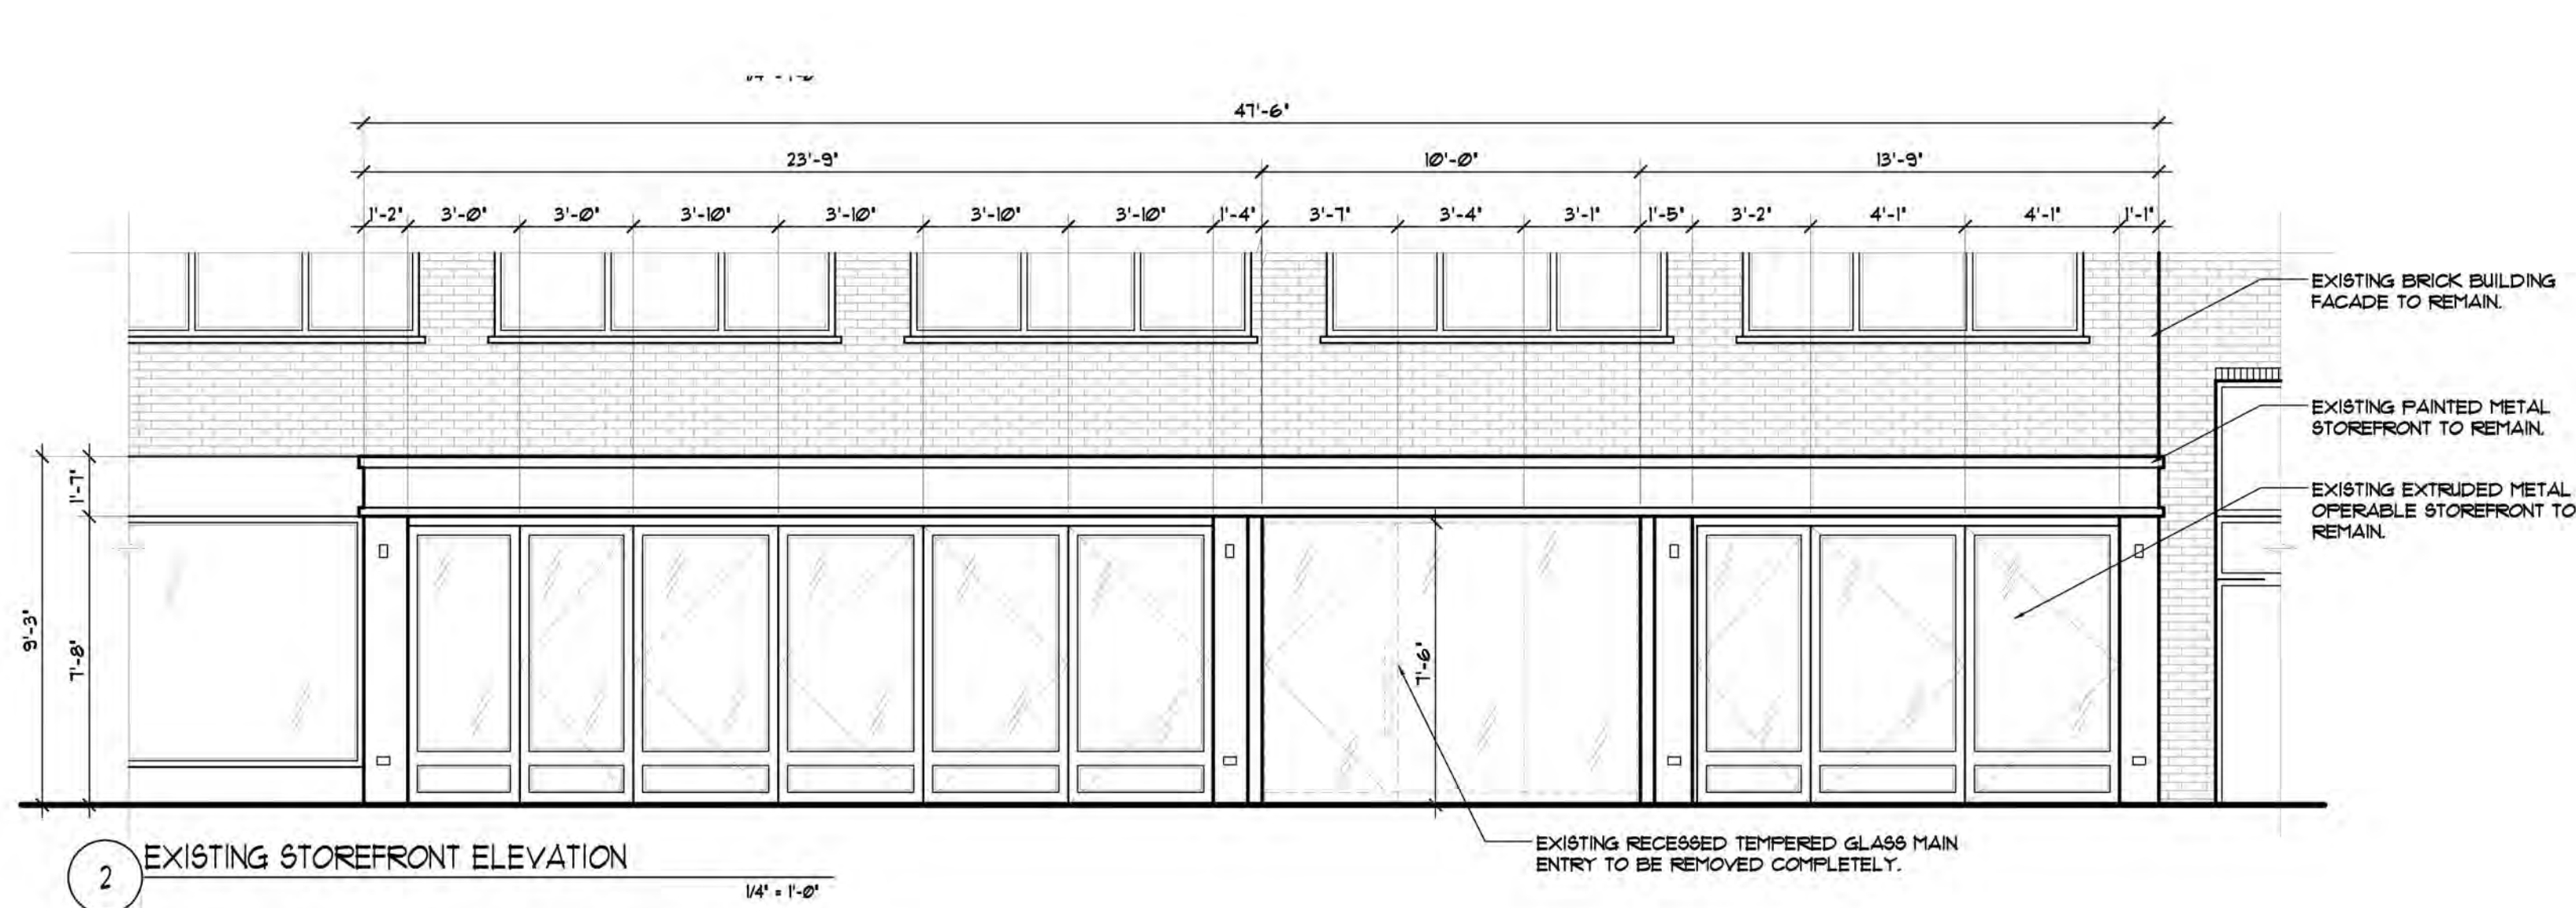 47'-6"
23'-9"
10'-0"
13'-9"
1'-2"
3'-0"
3'-0"
3'-10"
3'-10"
3'-10"
3'-10"
1'-4"
3'-7"
3'-4"
3'-1"
1'-5"
3'-2"
4'-1"
4'-1"
1'-1"
EXISTING BRICK BUILDING
FACADE TO REMAIN.
EXISTING PAINTED METAL
STOREFRONT TO REMAIN.
EXISTING EXTRUDED METAL
OPERABLE STOREFRONT TO
REMAIN.
1'-7"
9'-3"
7'-8"
7'-6"
EXISTING RECESSED TEMPERED GLASS MAIN
ENTRY TO BE REMOVED COMPLETELY.
2
EXISTING STOREFRONT ELEVATION
1/4" = 1'-0"